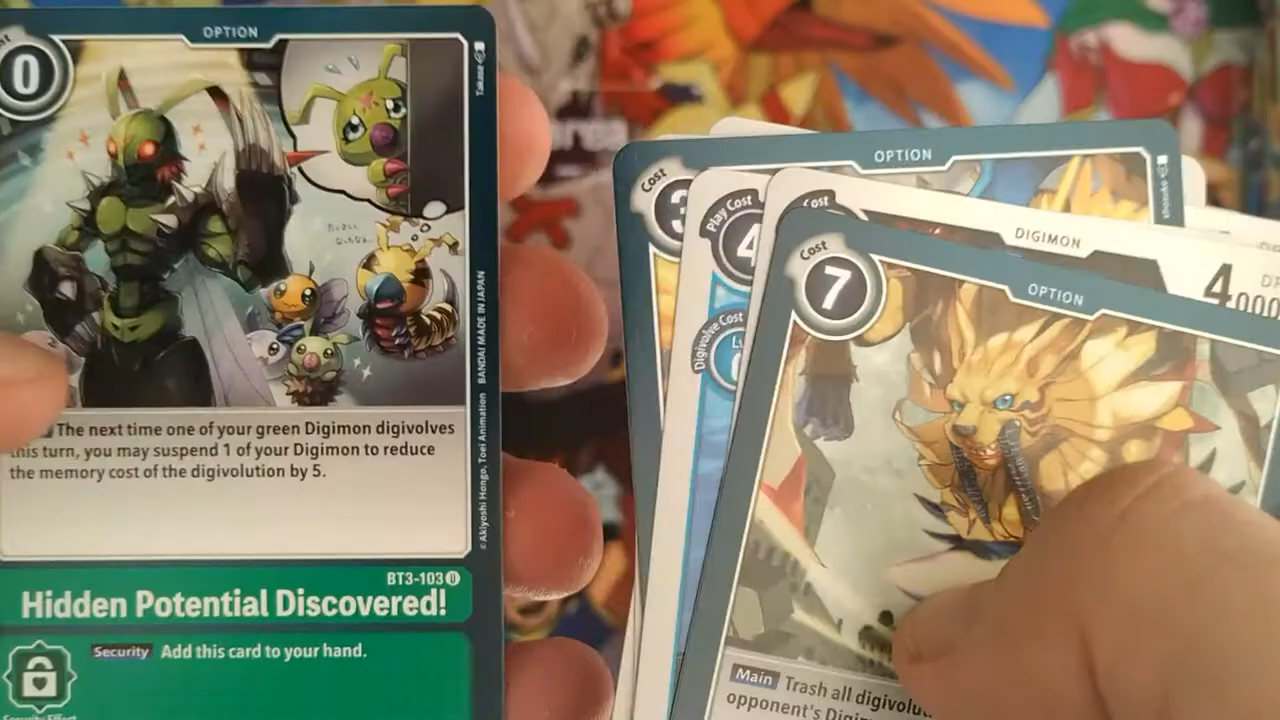 OPTION
0
Takase
BANDAI MADE IN JAPAN
©Akiyoshi Hongo, Toei Animation
The next time one of your green Digimon digivolves
this turn, you may suspend 1 of your Digimon to reduce
the memory cost of the digivolution by 5.
BT3-103 U
Hidden Potential Discovered!
Security Add this card to your hand.
Security Effect
OPTION
Cost
3
Play Cost
4
Digivolve Cost
Cost
DIGIMON
4000
Cost
7
OPTION
Main Trash all
opponent's